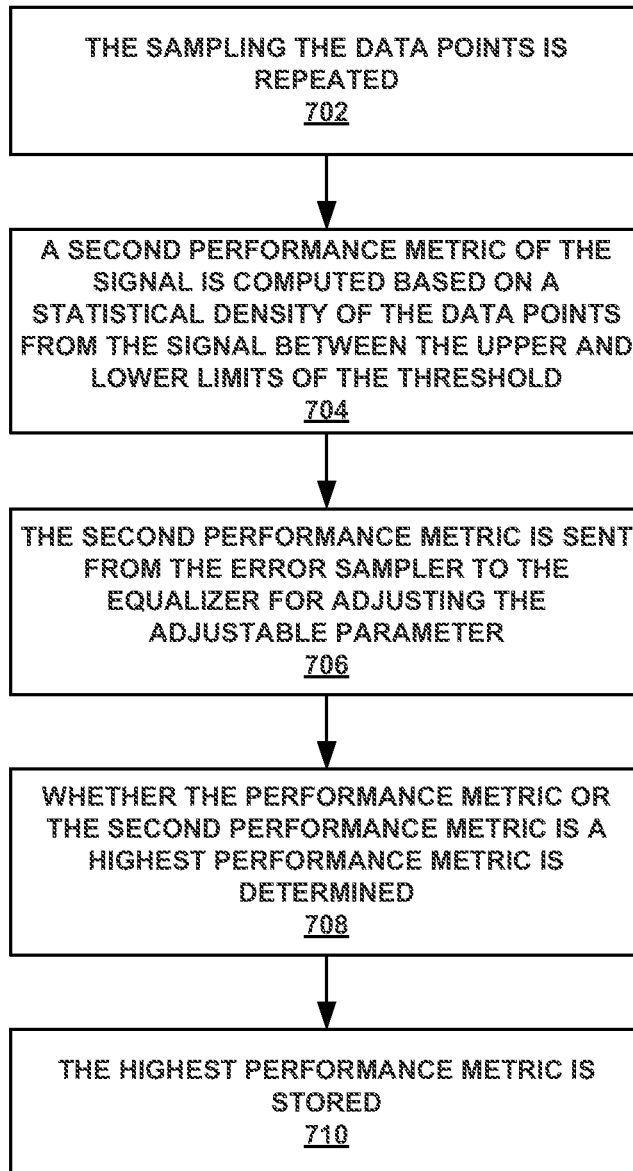 THE SAMPLING THE DATA POINTS IS
REPEATED
702
A SECOND PERFORMANCE METRIC OF THE
SIGNAL IS COMPUTED BASED ON A
STATISTICAL DENSITY OF THE DATA POINTS
FROM THE SIGNAL BETWEEN THE UPPER AND
LOWER LIMITS OF THE THRESHOLD
704
THE SECOND PERFORMANCE METRIC IS SENT
FROM THE ERROR SAMPLER TO THE
EQUALIZER FOR ADJUSTING THE
ADJUSTABLE PARAMETER
706
WHETHER THE PERFORMANCE METRIC OR
THE SECOND PERFORMANCE METRIC IS A
HIGHEST PERFORMANCE METRIC IS
DETERMINED
708
THE HIGHEST PERFORMANCE METRIC IS
STORED
710